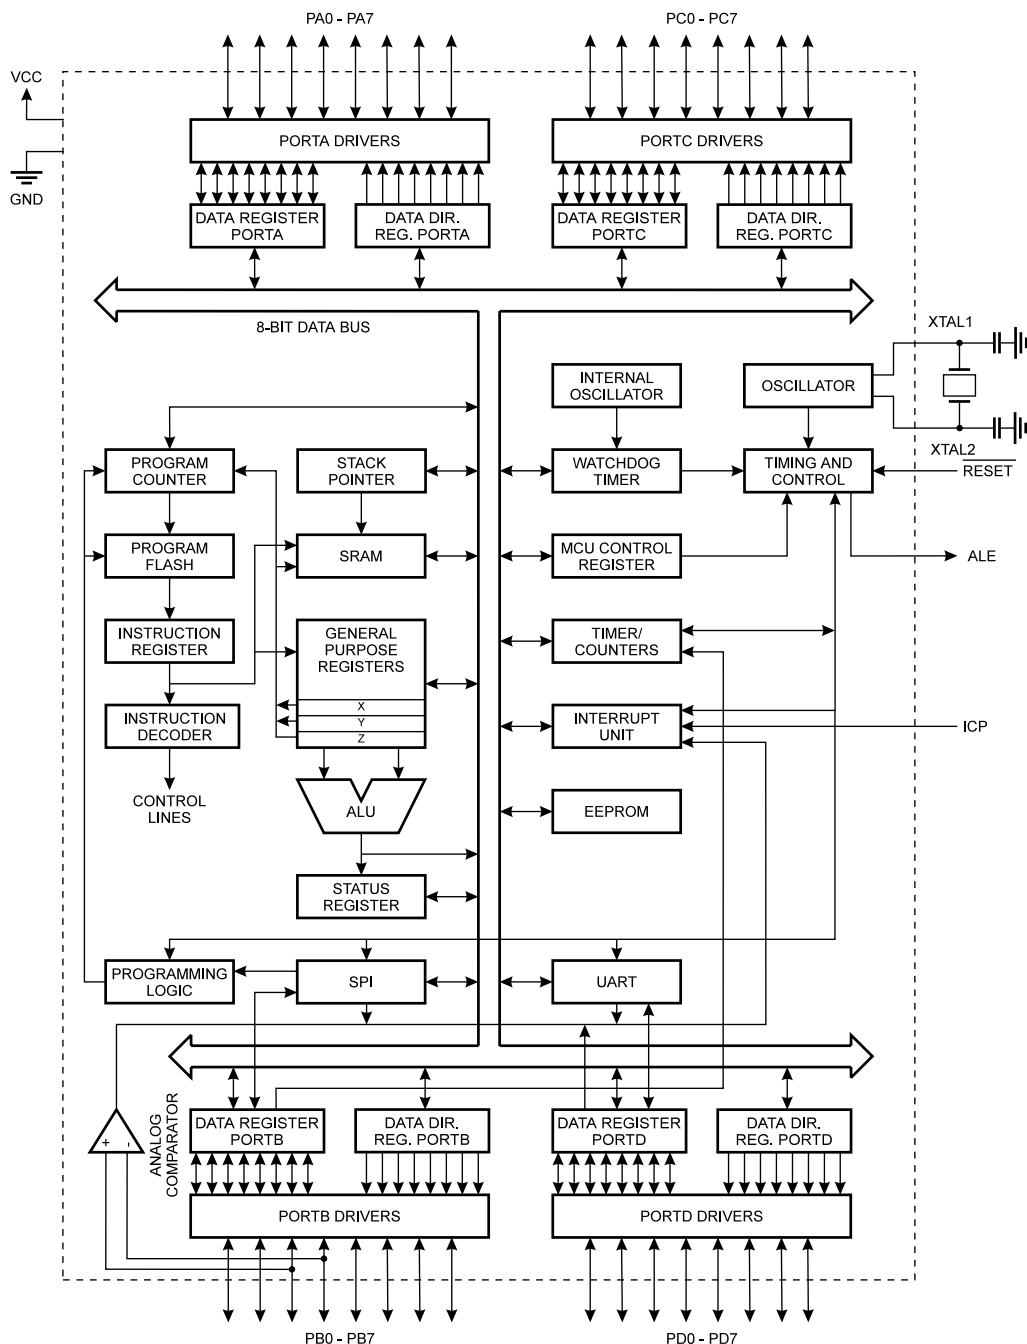 PA0 - PA7
PC0 - PC7
VCC
GND
PORTA DRIVERS
PORTC DRIVERS
DATA REGISTER
PORTA
DATA DIR.
REG. PORTA
DATA REGISTER
PORTC
DATA DIR.
REG. PORTC
8-BIT DATA BUS
XTAL1
INTERNAL
OSCILLATOR
OSCILLATOR
XTAL2
PROGRAM
COUNTER
STACK
POINTER
WATCHDOG
TIMER
TIMING AND
CONTROL
RESET
PROGRAM
FLASH
SRAM
MCU CONTROL
REGISTER
ALE
INSTRUCTION
REGISTER
GENERAL
PURPOSE
REGISTERS
TIMER/
COUNTERS
X
Y
Z
INSTRUCTION
DECODER
INTERRUPT
UNIT
ICP
CONTROL
LINES
ALU
EEPROM
STATUS
REGISTER
PROGRAMMING
LOGIC
SPI
UART
ANALOG
COMPARATOR
+
-
DATA REGISTER
PORTB
DATA DIR.
REG. PORTB
DATA REGISTER
PORTD
DATA DIR.
REG. PORTD
PORTB DRIVERS
PORTD DRIVERS
PB0 - PB7
PD0 - PD7